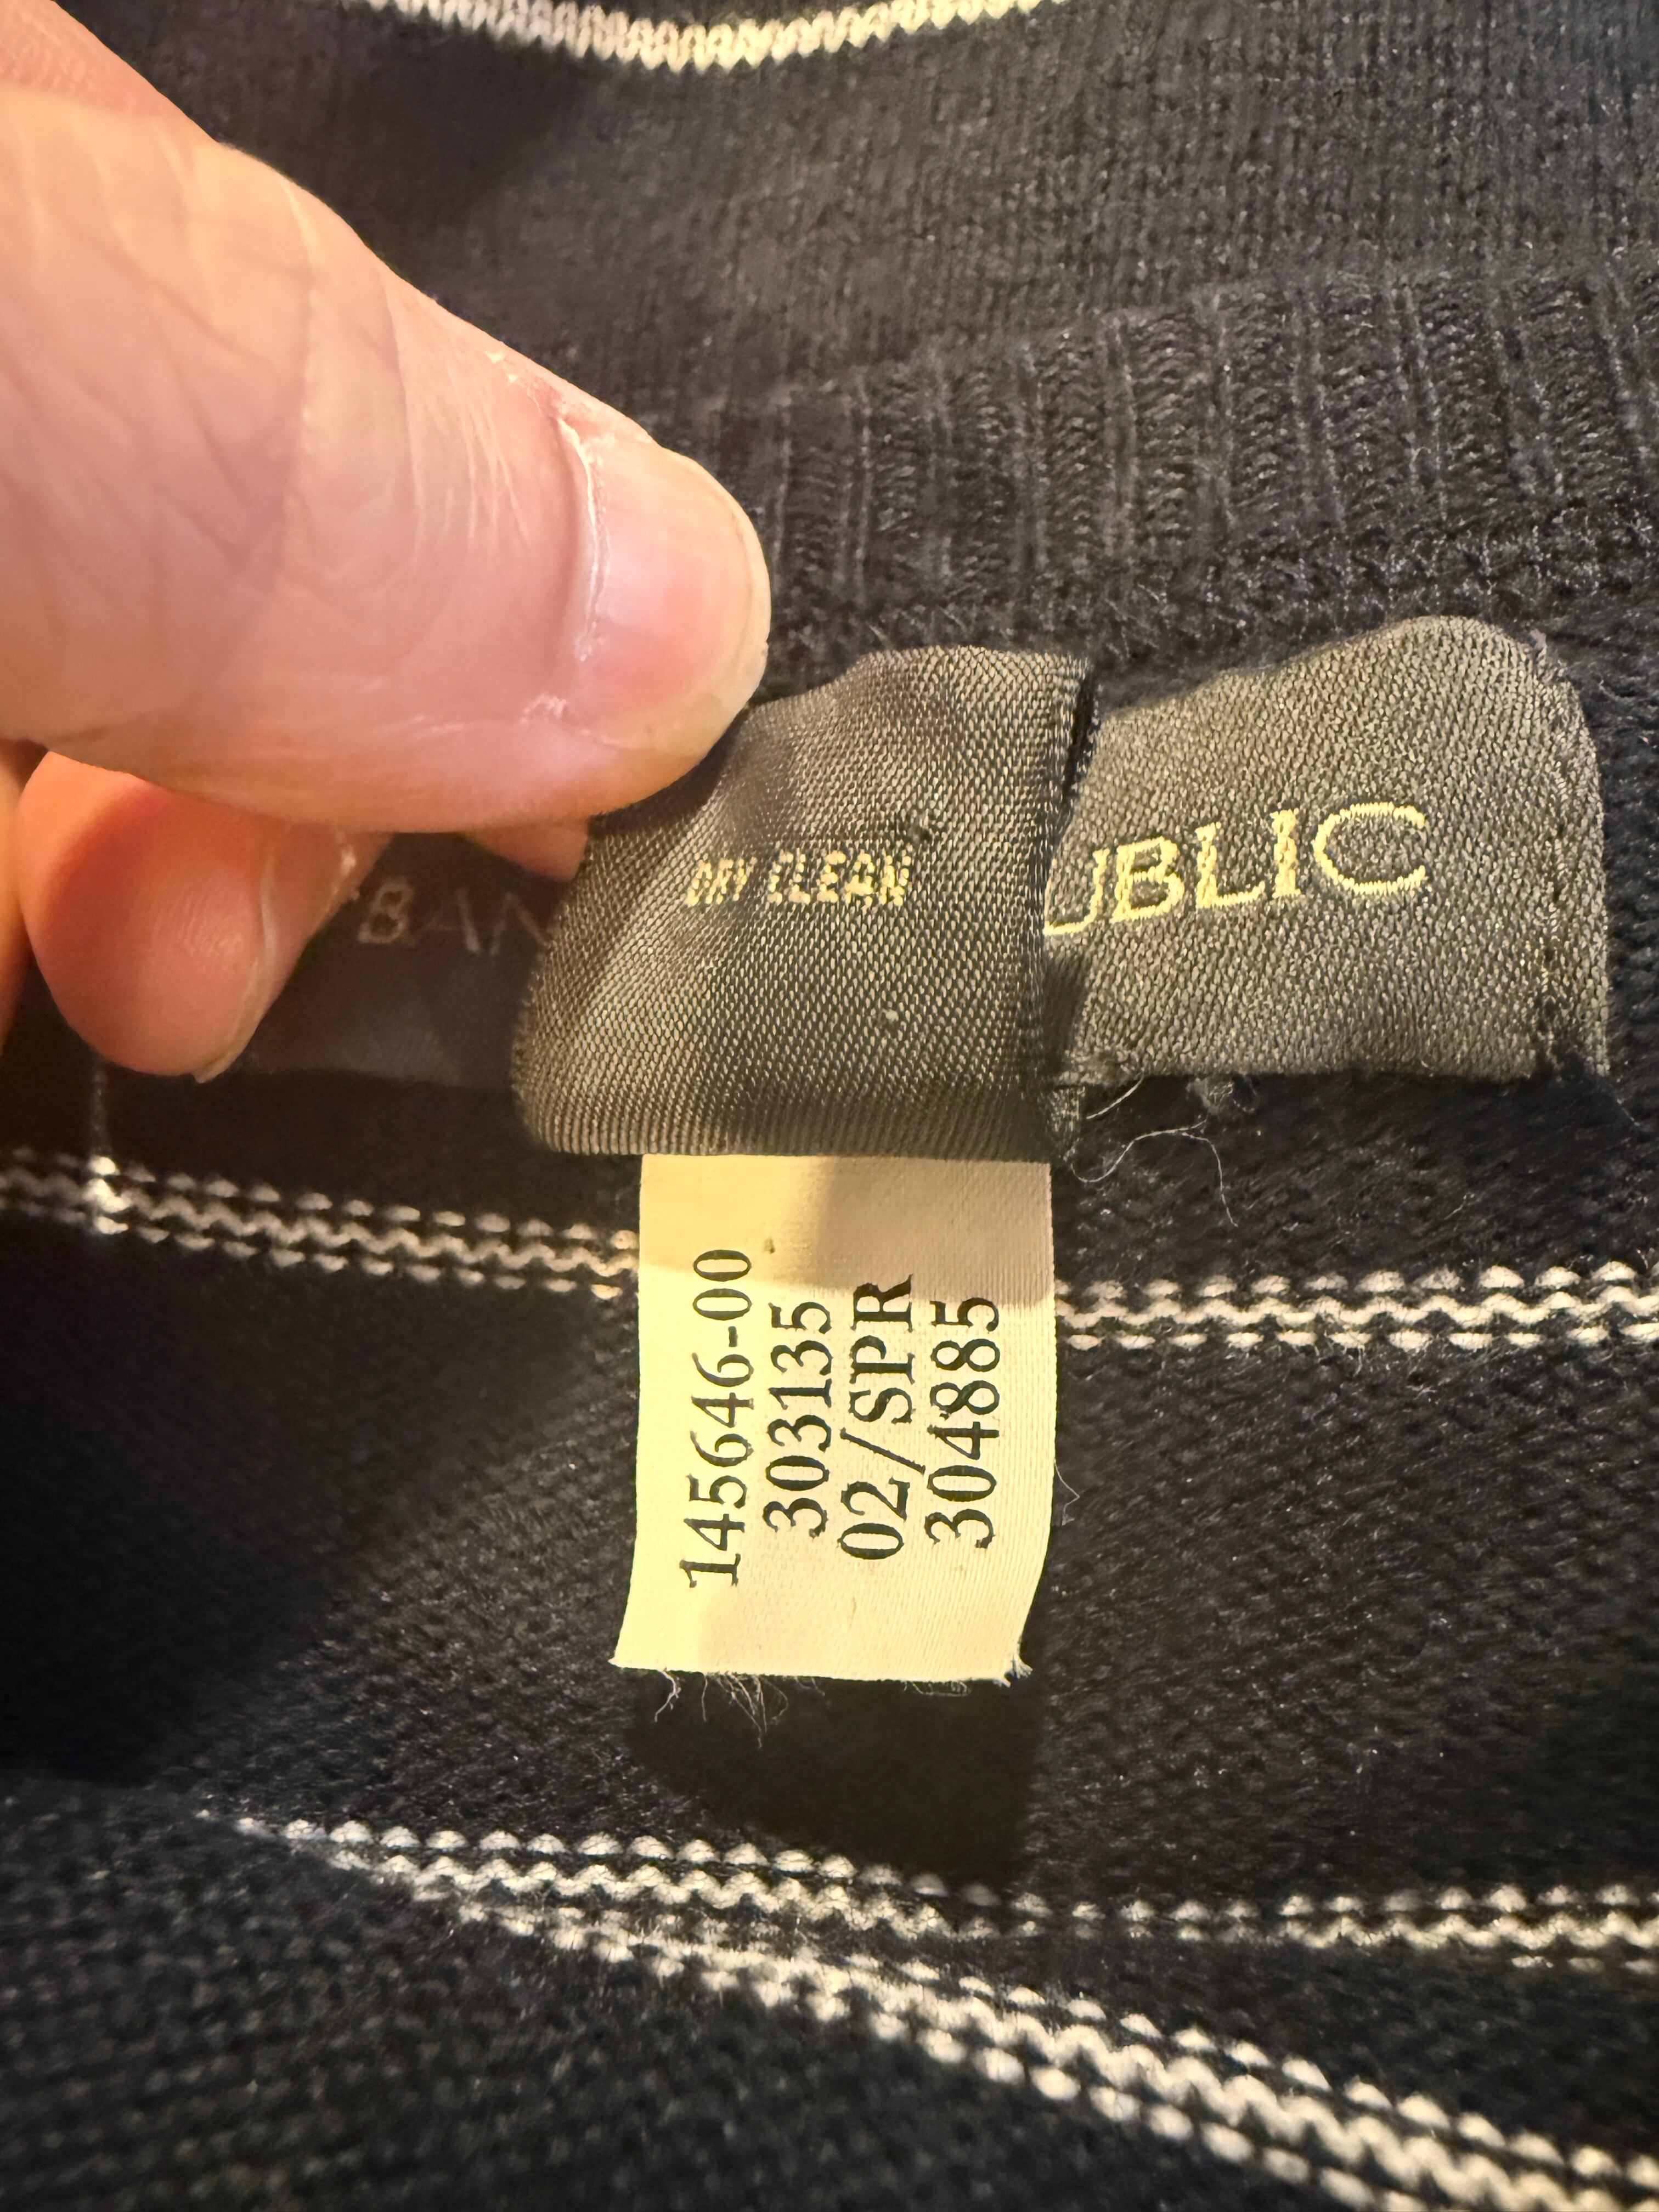 BAN
UBLIC
DRY CLEAN
145646-00
303135
02/SPR
304885